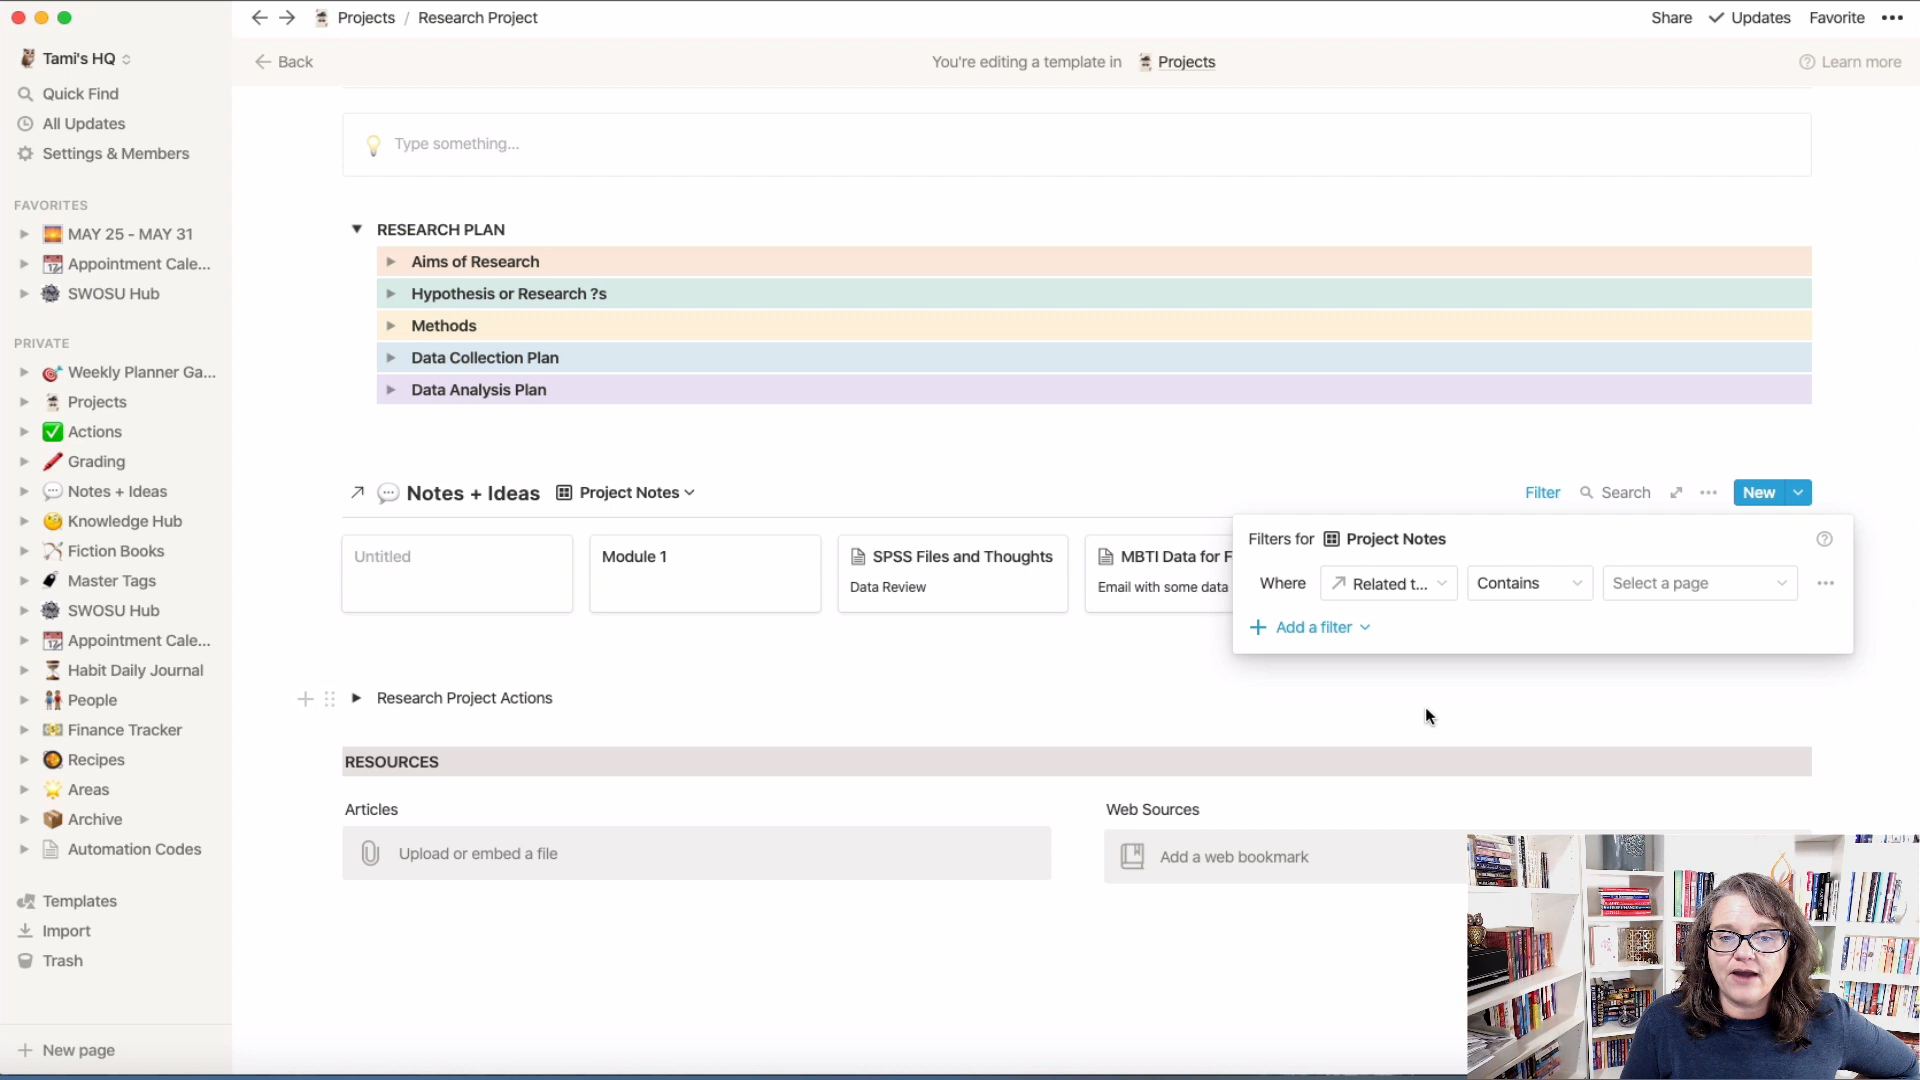 Projects / Research Project
Share Updates Favorite
Tami's HQ
Back
You're editing a template in Projects
Learn more
Quick Find
All Updates
Settings & Members
FAVORITES
MAY 25 - MAY 31
Appointment Cale...
SWOSU Hub
PRIVATE
Weekly Planner Ga...
Projects
Actions
Grading
Notes + Ideas
Knowledge Hub
Fiction Books
Master Tags
SWOSU Hub
Appointment Cale...
Habit Daily Journal
People
Finance Tracker
Recipes
Areas
Archive
Automation Codes
Templates
Import
Trash
New page
Type something...
RESEARCH PLAN
Aims of Research
Hypothesis or Research ?s
Methods
Data Collection Plan
Data Analysis Plan
Notes + Ideas Project Notes
Filter Search New
Untitled
Module 1
SPSS Files and Thoughts
Data Review
MBTI Data for F
Email with some data
Filters for Project Notes
Where Related t... Contains Select a page
Add a filter
Research Project Actions
RESOURCES
Articles
Upload or embed a file
Web Sources
Add a web bookmark